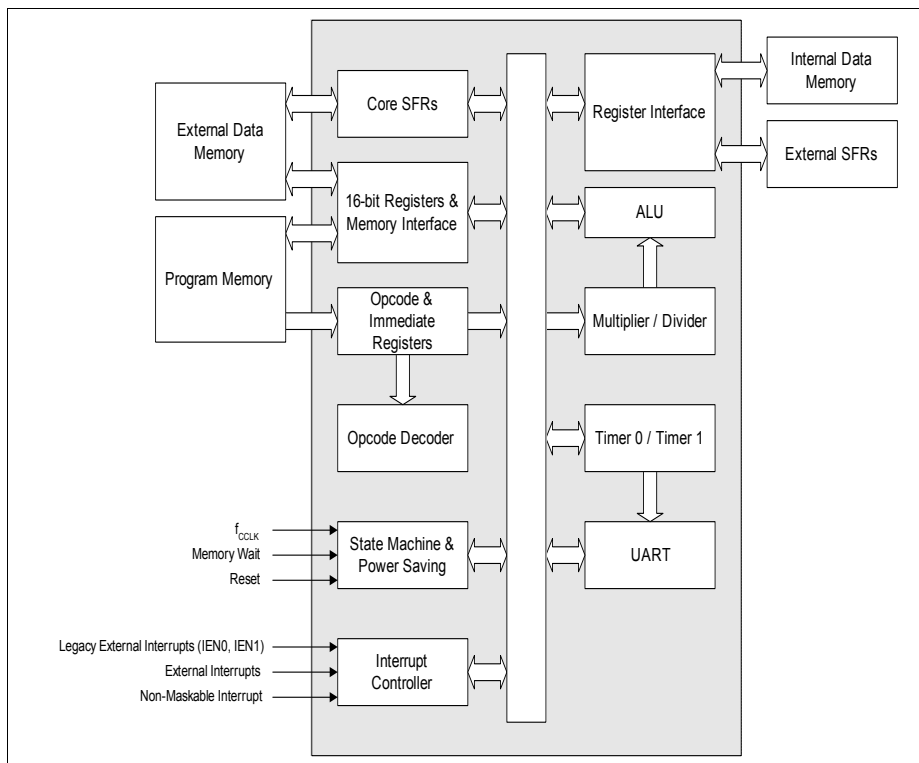 External Data
Memory
Program Memory
Core SFRs
16-bit Registers &
Memory Interface
Opcode &
Immediate
Registers
Opcode Decoder
State Machine &
Power Saving
Interrupt
Controller
fCCLK
Memory Wait
Reset
Legacy External Interrupts (IEN0, IEN1)
External Interrupts
Non-Maskable Interrupt
Register Interface
ALU
Multiplier / Divider
Timer 0 / Timer 1
UART
Internal Data
Memory
External SFRs